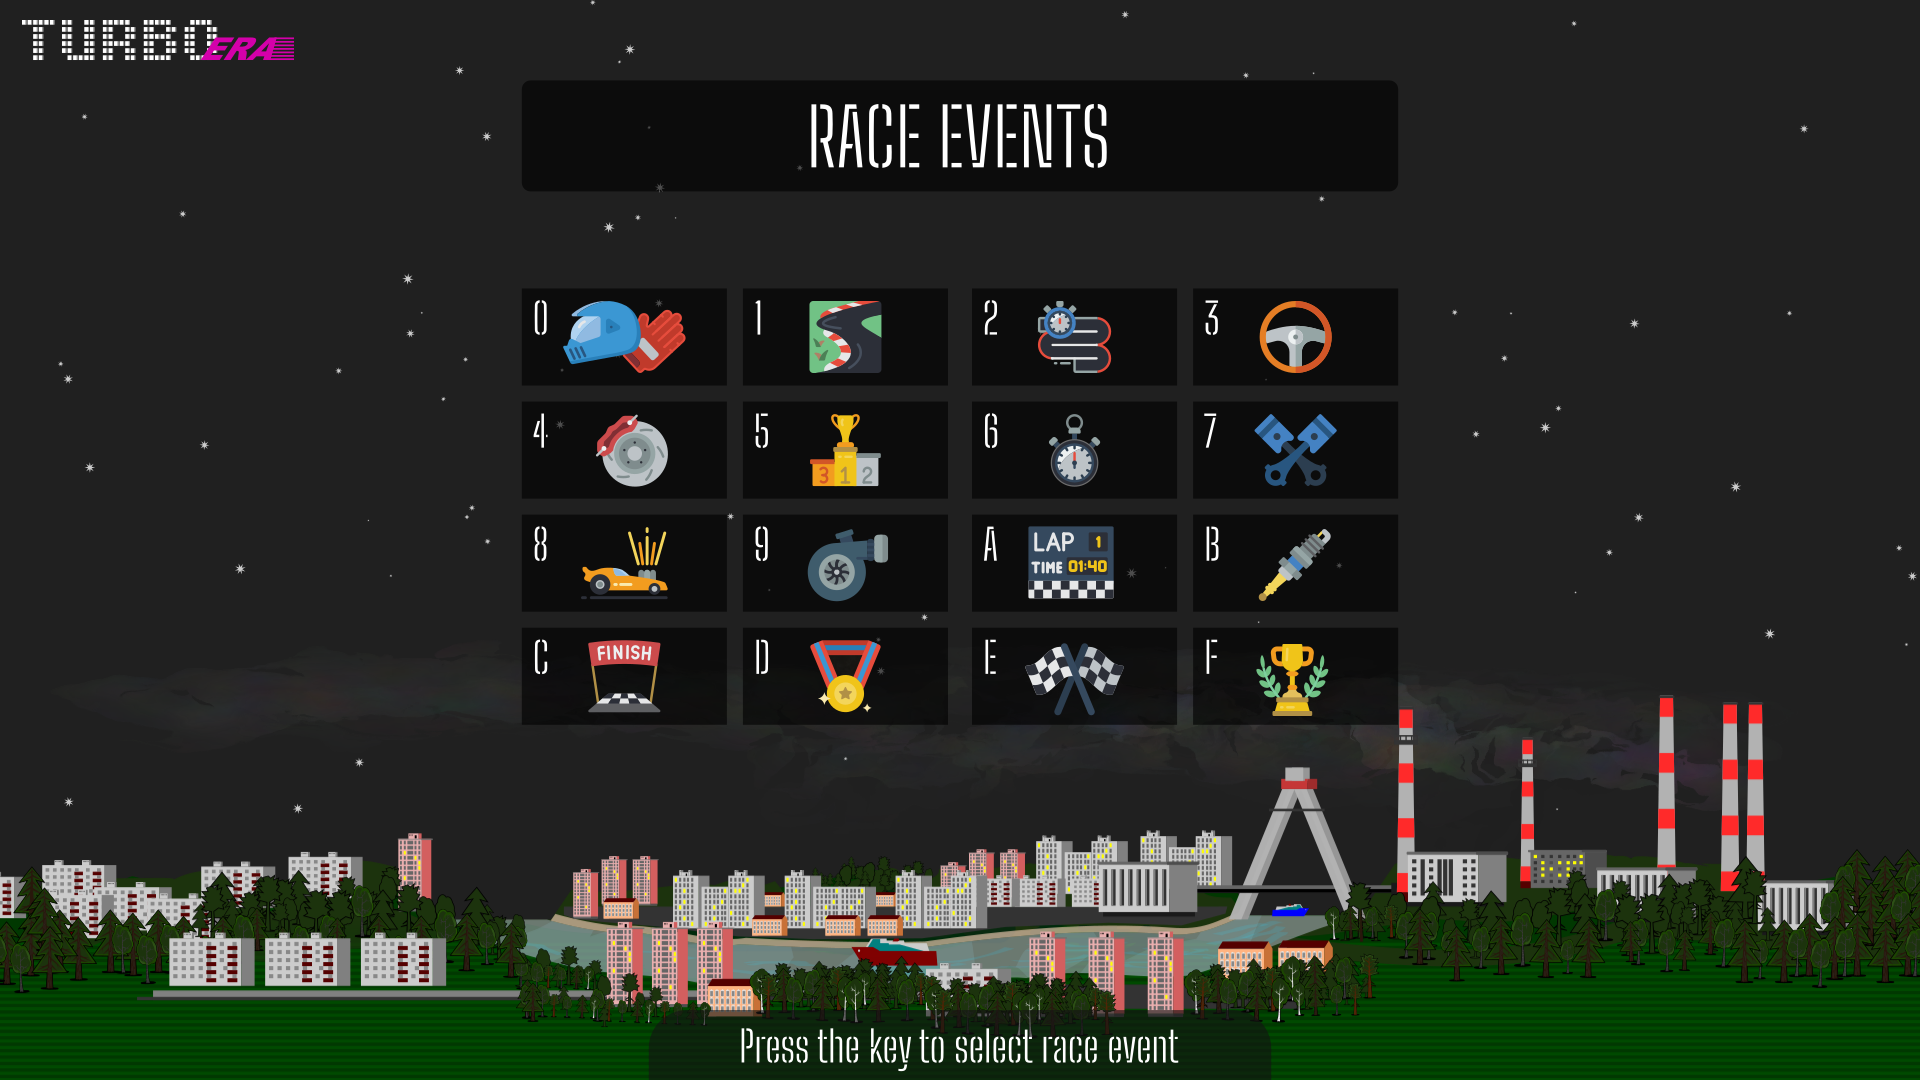 TURBO ERA
RACE EVENTS
0 1 2 3
4 5 6 7
3 1 2
8 9 A B
LAP 1
TIME 01:40
C D E F
FINISH
Press the key to select race event